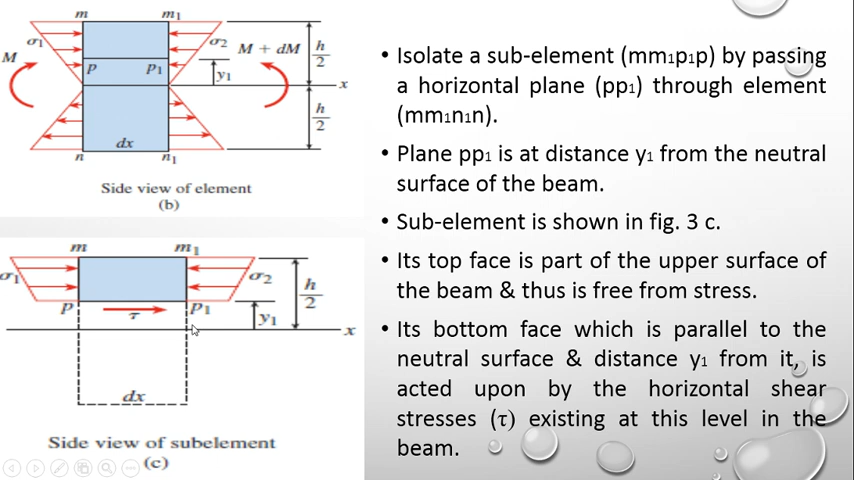 m m₁
σ₁ σ₂ M + dM h/2
M
p p₁ y₁ x
h/2
dx
n n₁
Side view of element
(b)
m m₁
σ₁ σ₂ h/2
p τ p₁ y₁
x
dx
Side view of subelement
(c)
• Isolate a sub-element (mm₁p₁p) by passing
a horizontal plane (pp₁) through element
(mm₁n₁n).
• Plane pp₁ is at distance y₁ from the neutral
surface of the beam.
• Sub-element is shown in fig. 3 c.
• Its top face is part of the upper surface of
the beam & thus is free from stress.
• Its bottom face which is parallel to the
neutral surface & distance y₁ from it, is
acted upon by the horizontal shear
stresses (τ) existing at this level in the
beam.